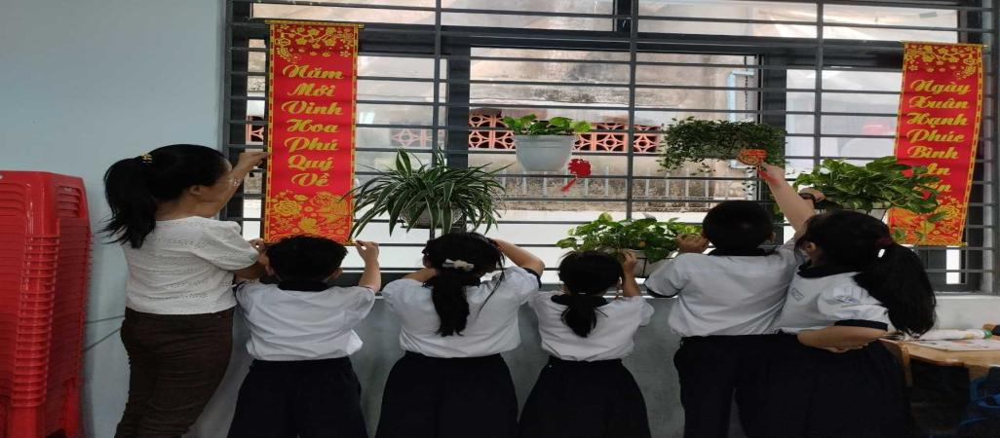 Năm
Mới
Vinh
Hoa
Phú
Quý
Về
Ngày
Xuân
Hạnh
Phúc
Bình